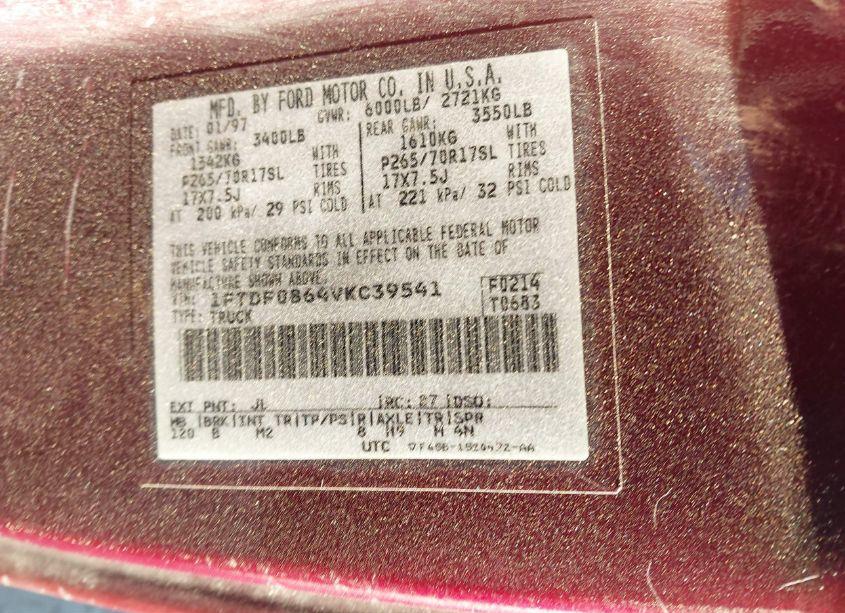 MFD. BY FORD MOTOR CO. IN U.S.A.
DATE: 01/97 GVWR: 6000LB/ 2721KG
FRONT GAWR: 3400LB REAR GAWR: 3550LB
1542KG WITH 1610KG WITH
P265/70R17SL TIRES P265/70R17SL TIRES
17X7.5J RIMS 17X7.5J RIMS
AT 200 kPa/ 29 PSI COLD AT 221 kPa/ 32 PSI COLD
THIS VEHICLE CONFORMS TO ALL APPLICABLE FEDERAL MOTOR
VEHICLE SAFETY STANDARDS IN EFFECT ON THE DATE OF
MANUFACTURE SHOWN ABOVE.
VIN: 1FTDF0864VKC39541 F0214
TYPE: TRUCK T0683
EXT PNT: JL RC: 27 DSO:
WB BRK INT TR TP/PS R AXLE TR SPR
120 B M2 B H9 H 4N
UTC